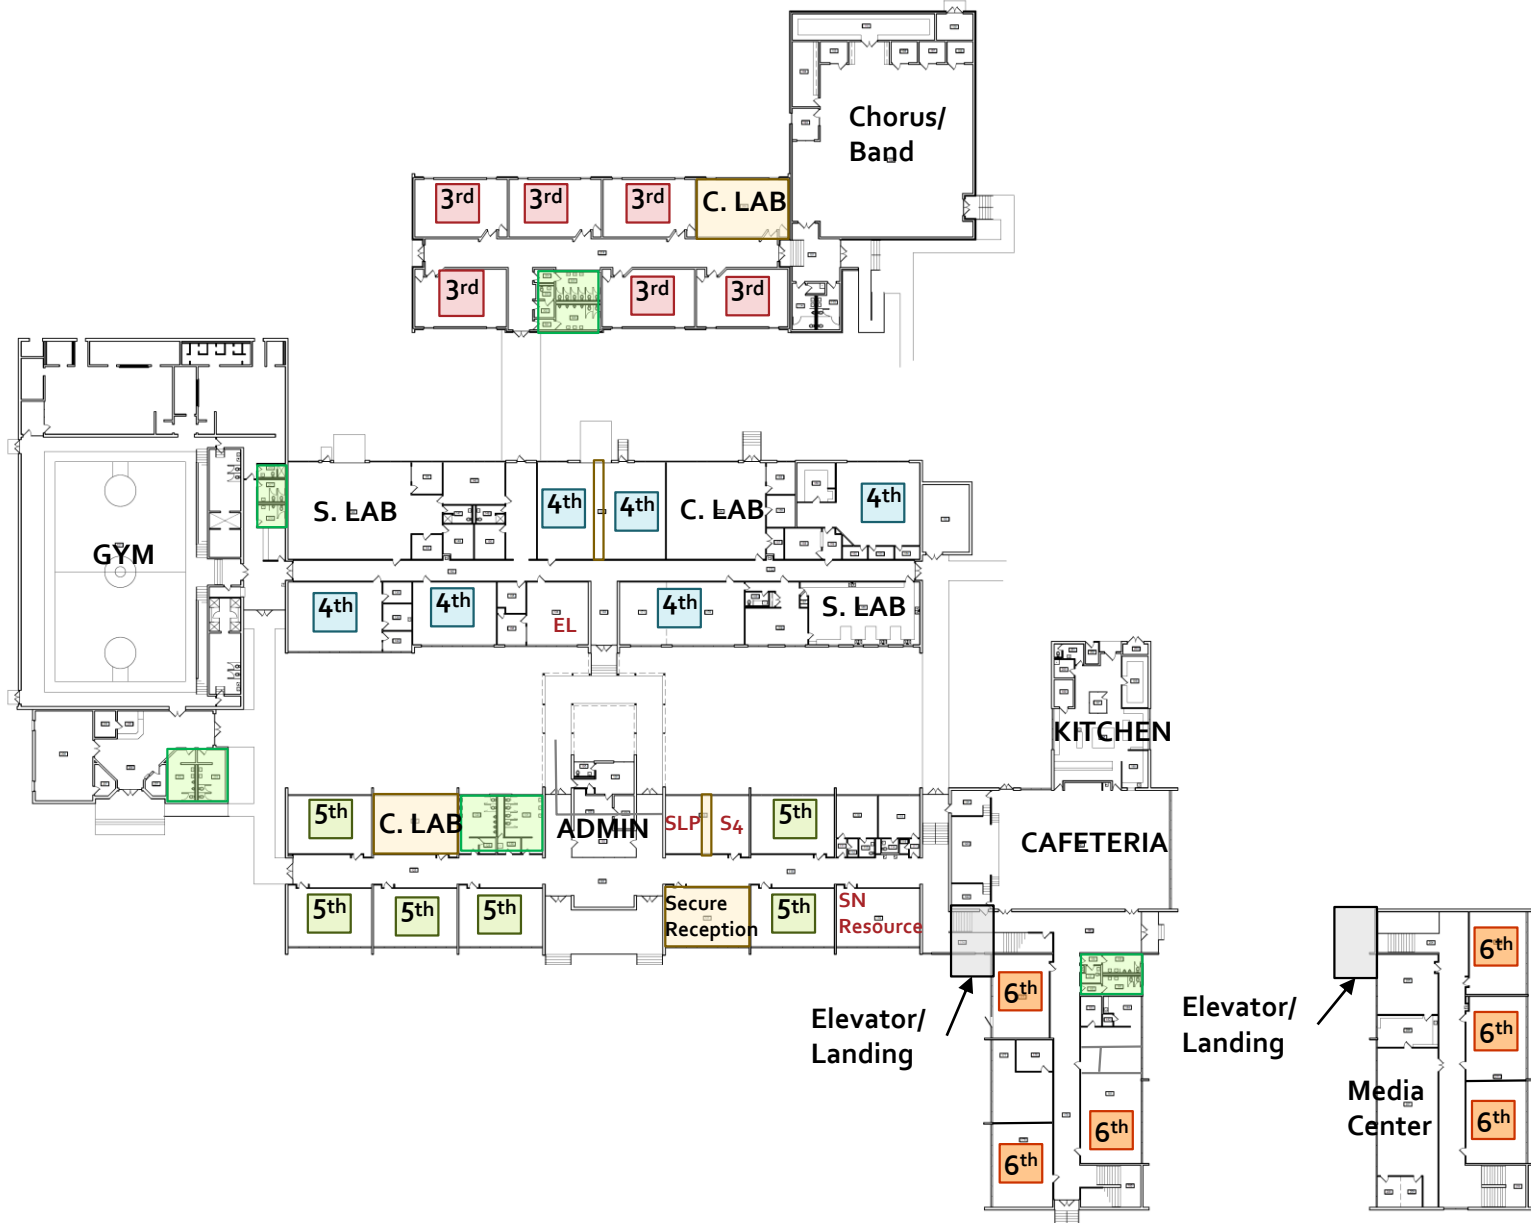 Chorus/
Band
3rd
3rd
3rd
C. LAB
3rd
3rd
3rd
GYM
S. LAB
4th
4th
C. LAB
4th
4th
4th
EL
4th
S. LAB
KITCHEN
5th
C. LAB
ADMIN
SLP
S4
5th
CAFETERIA
5th
5th
5th
Secure
Reception
5th
SN
Resource
6th
6th
Elevator/
Landing
Elevator/
Landing
6th
Media
Center
6th
6th
6th